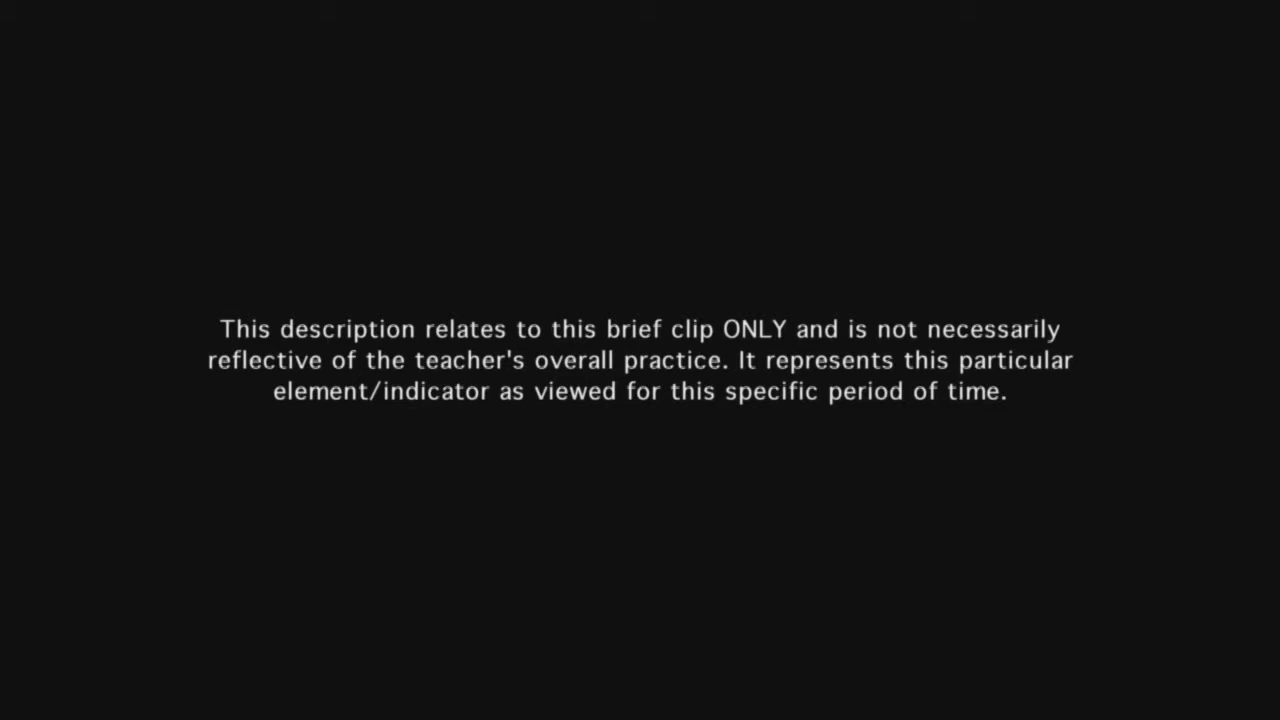 This description relates to this brief clip ONLY and is not necessarily
reflective of the teacher's overall practice. It represents this particular
element/indicator as viewed for this specific period of time.